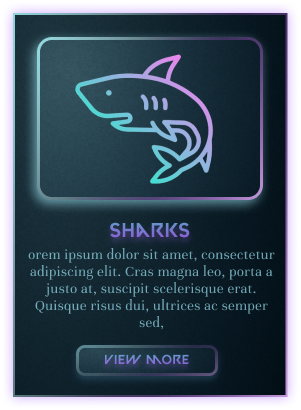 SHARKS
orem ipsum dolor sit amet, consectetur
adipiscing elit. Cras magna leo, porta a
justo at, suscipit scelerisque erat.
Quisque risus dui, ultrices ac semper
sed,
VIEW MORE